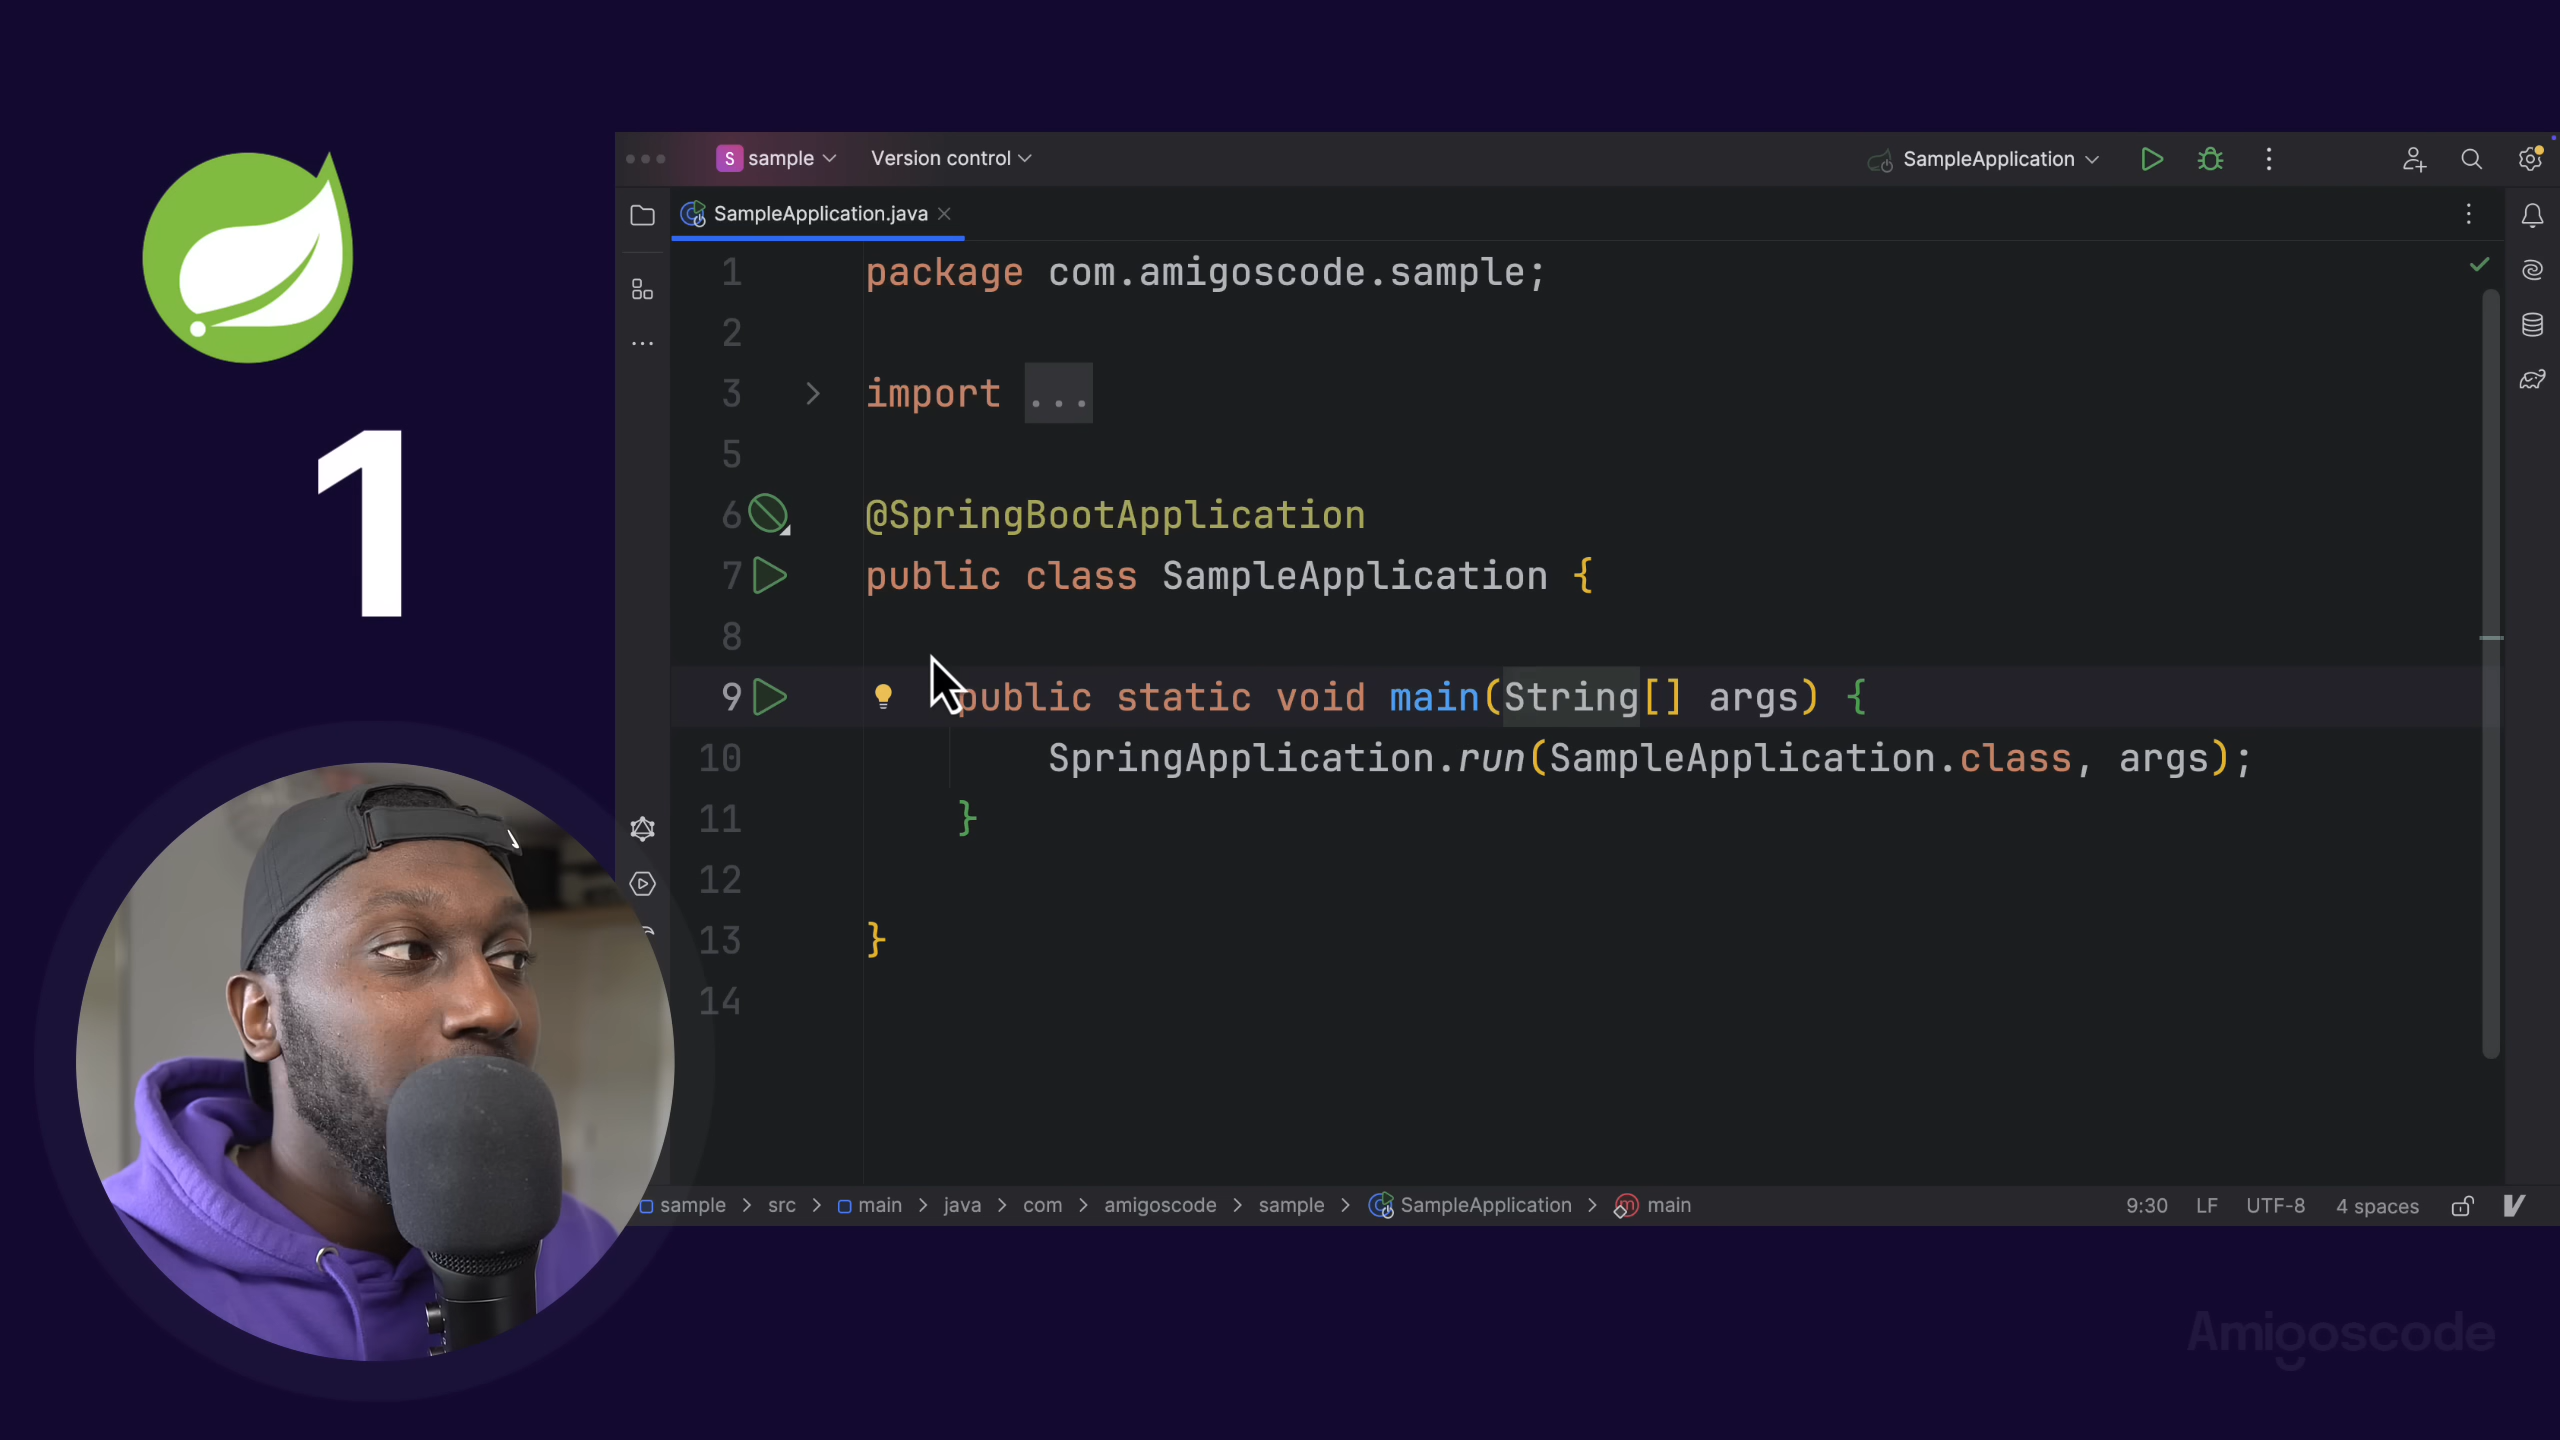 1
S sample
Version control
SampleApplication
SampleApplication.java
1 package com.amigoscode.sample;
2
3 import ...
5
6 @SpringBootApplication
7 public class SampleApplication {
8
9 public static void main(String[] args) {
10 SpringApplication.run(SampleApplication.class, args);
11 }
12
13 }
14
sample > src > main > java > com > amigoscode > sample > SampleApplication > m main
9:30 LF UTF-8 4 spaces
Amigoscode